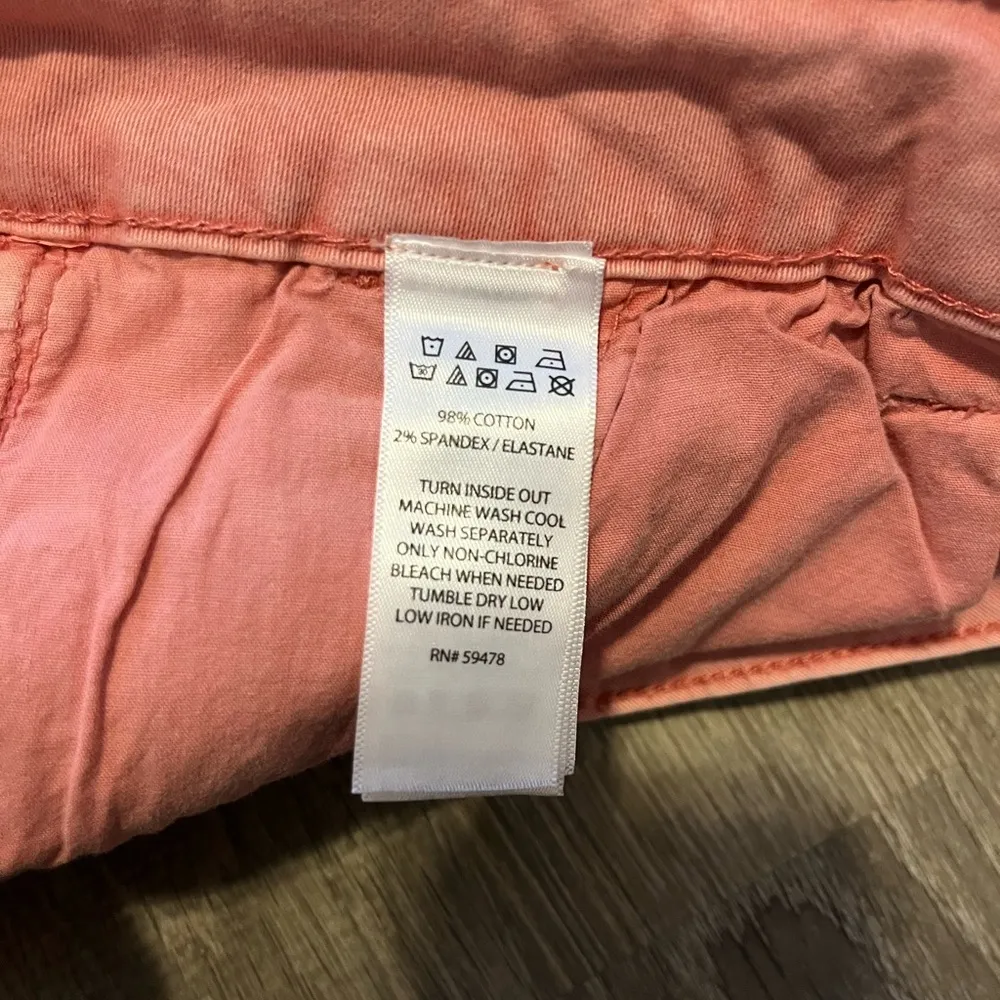 98% COTTON
2% SPANDEX / ELASTANE
TURN INSIDE OUT
MACHINE WASH COOL
WASH SEPARATELY
ONLY NON-CHLORINE
BLEACH WHEN NEEDED
TUMBLE DRY LOW
LOW IRON IF NEEDED
RN# 59478